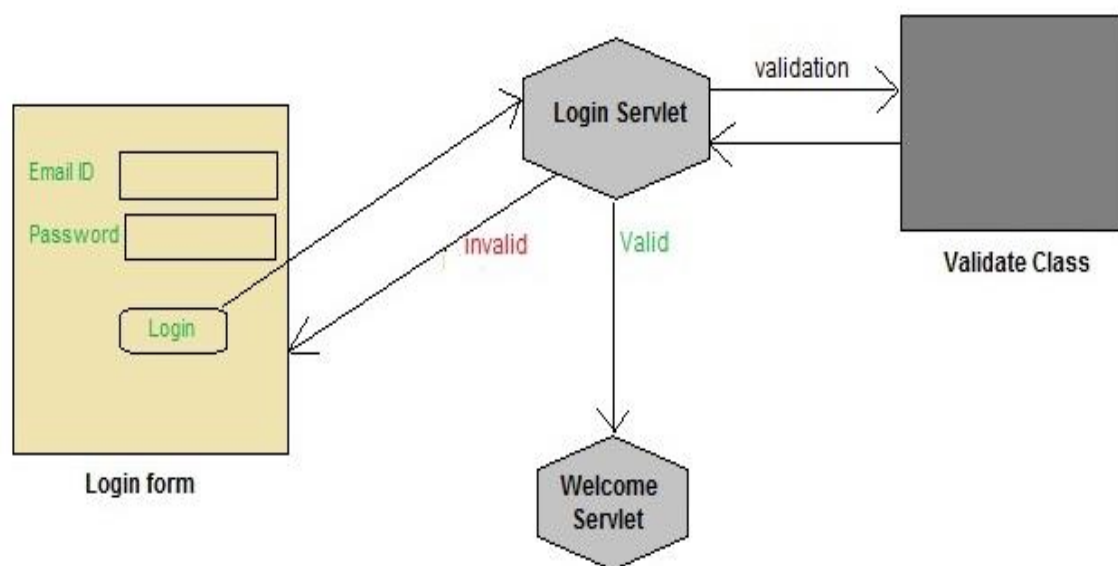 validation
Login Servlet
Email ID
Password
invalid
Valid
Validate Class
Login
Login form
Welcome
Servlet